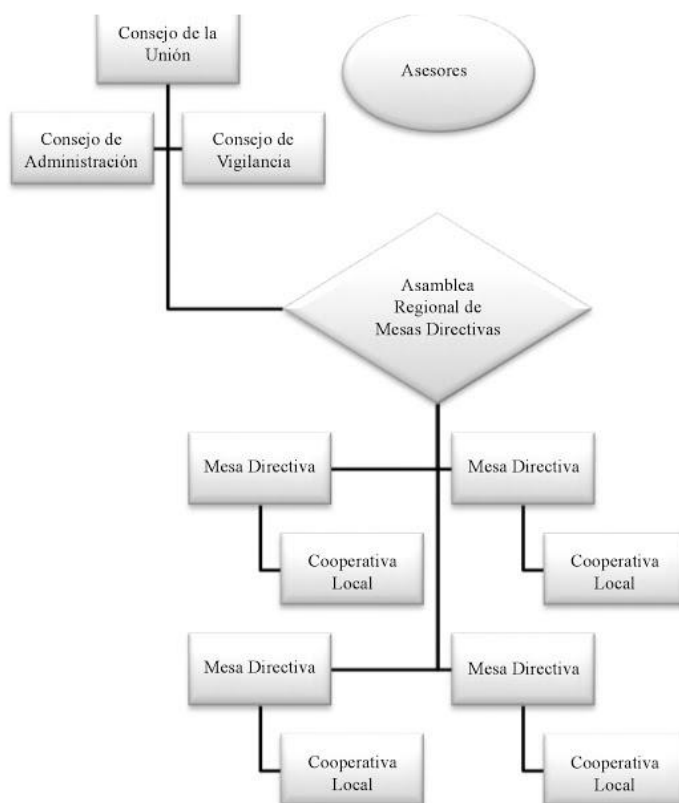 Consejo de la
Unión
Asesores
Consejo de
Administración
Consejo de
Vigilancia
Asamblea
Regional de
Mesas Directivas
Mesa Directiva
Mesa Directiva
Cooperativa
Local
Cooperativa
Local
Mesa Directiva
Mesa Directiva
Cooperativa
Local
Cooperativa
Local